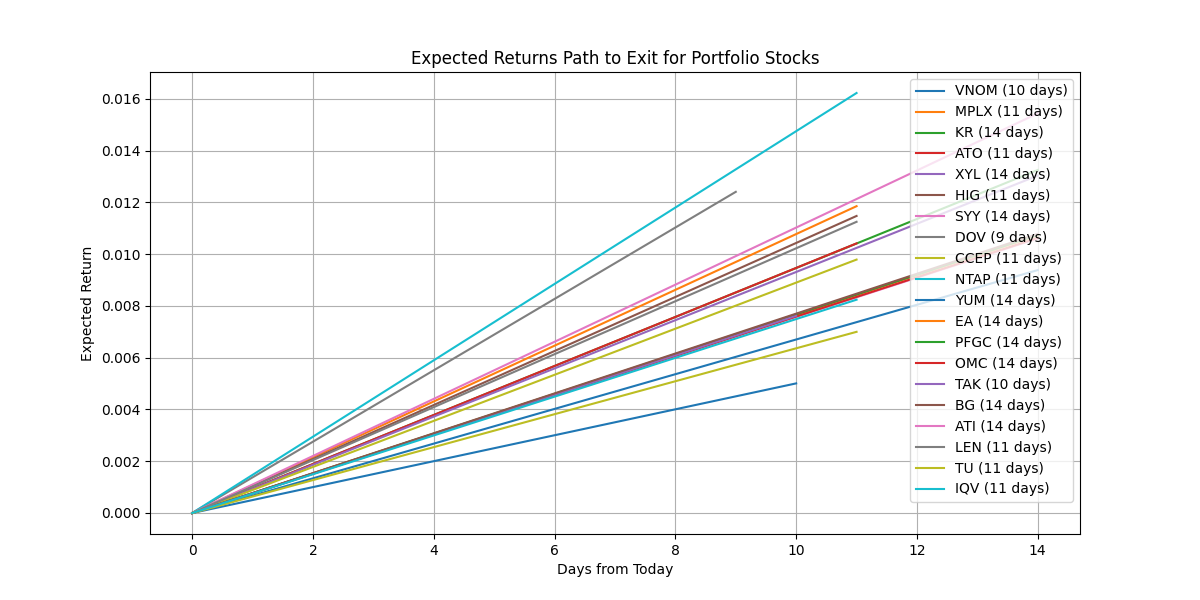 Expected Returns Path to Exit for Portfolio Stocks
Expected Return
0.016
0.014
0.012
0.010
0.008
0.006
0.004
0.002
0.000
VNOM (10 days)
MPLX (11 days)
KR (14 days)
ATO (11 days)
XYL (14 days)
HIG (11 days)
SYY (14 days)
DOV (9 days)
CCEP (11 days)
NTAP (11 days)
YUM (14 days)
EA (14 days)
PFGC (14 days)
OMC (14 days)
TAK (10 days)
BG (14 days)
ATI (14 days)
LEN (11 days)
TU (11 days)
IQV (11 days)
0 2 4 6 8 10 12 14
Days from Today